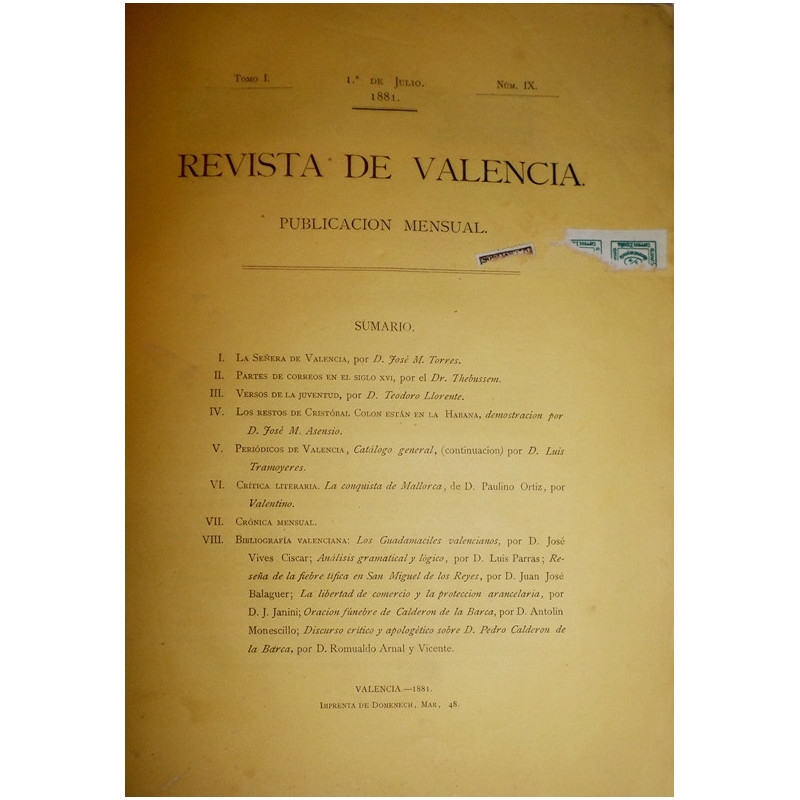 Tomo I.
1.º de Julio.
1881.
Núm. IX.
REVISTA DE VALENCIA.
PUBLICACION MENSUAL.
SUMARIO.
I. La Señera de Valencia, por D. José M. Torres.
II. Partes de correos en el siglo xvi, por el Dr. Thebussem.
III. Versos de la juventud, por D. Teodoro Llorente.
IV. Los restos de Cristóbal Colon están en la Habana, demostracion por
D. José M. Asensio.
V. Periódicos de Valencia, Catálogo general, (continuacion) por D. Luis
Tramoyeres.
VI. Crítica literaria. La conquista de Mallorca, de D. Paulino Ortiz, por
Valentino.
VII. Crónica mensual.
VIII. Bibliografía valenciana: Los Guadamaciles valencianos, por D. José
Vives Ciscar; Análisis gramatical y lógico, por D. Luis Parras; Re-
seña de la fiebre tifica en San Miguel de los Reyes, por D. Juan José
Balaguer; La libertad de comercio y la proteccion arancelaria, por
D. J. Janini; Oracion fúnebre de Calderon de la Barca, por D. Antolin
Monescillo; Discurso crítico y apologético sobre D. Pedro Calderon de
la Barca, por D. Romualdo Arnal y Vicente.
VALENCIA.—1881.
Imprenta de Domenech, Mar, 48.